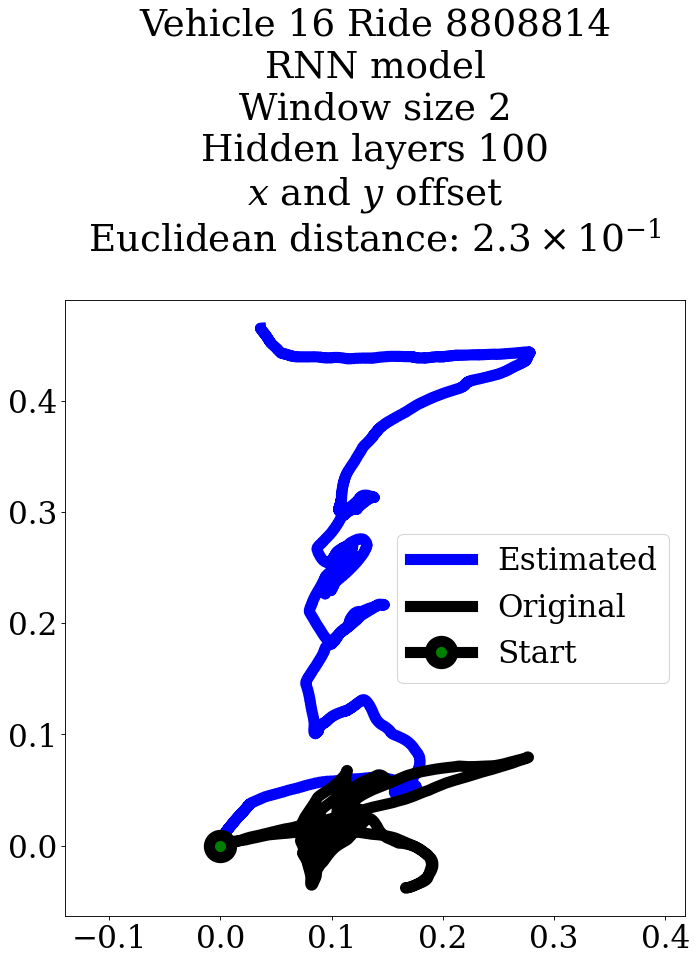 Vehicle 16 Ride 8808814
RNN model
Window size 2
Hidden layers 100
x and y offset
Euclidean distance: 2.3 × 10⁻¹
0.4
0.3
0.2
0.1
0.0
Estimated
Original
Start
−0.1 0.0 0.1 0.2 0.3 0.4